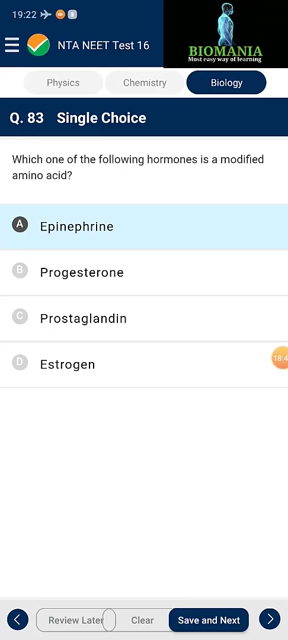 19:22
NTA NEET Test 16
BIOMANIA
Most easy way of learning
Physics
Chemistry
Biology
Q. 83 Single Choice
Which one of the following hormones is a modified
amino acid?
A Epinephrine
B Progesterone
C Prostaglandin
D Estrogen
18:4
Review Later
Clear
Save and Next